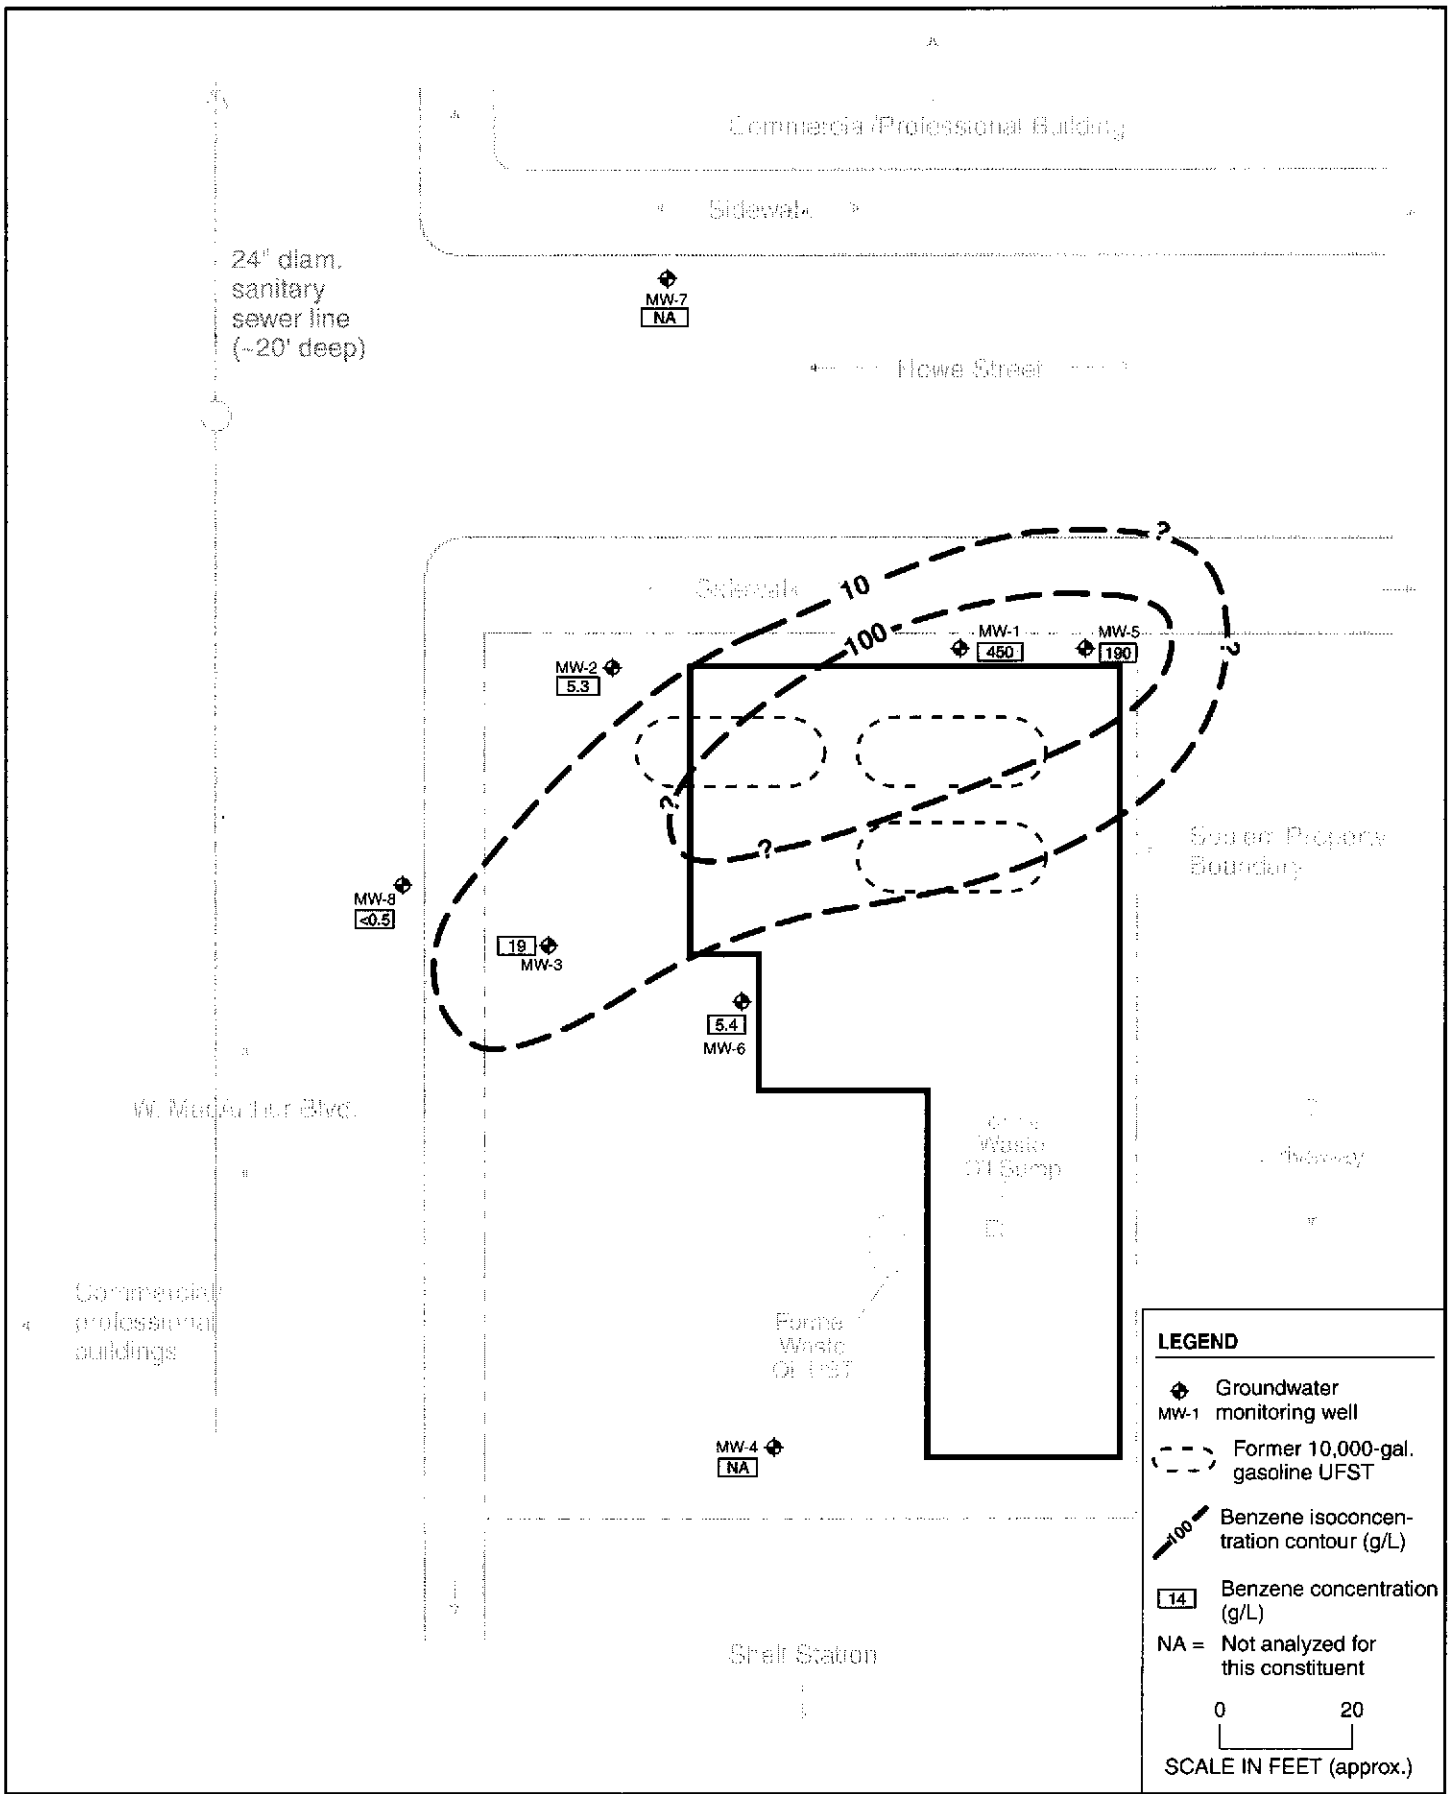 Building
Sidewalk
24" diam.
sanitary
sewer line
(~20' deep)
MW-7
NA
Howe Street
?
10
Sidewalk
100
MW-1
450
MW-5
190
?
MW-2
5.3
?
?
Property
Boundary
MW-8
<0.5
19
MW-3
5.4
MW-6
W. MacArthur Blvd.
Waste
Oil Sump
Commercial/
professional
buildings
Waste
MW-4
NA
Shell Station
LEGEND
MW-1
Groundwater
monitoring well
Former 10,000-gal.
gasoline UFST
100
Benzene isoconcen-
tration contour (g/L)
14
Benzene concentration
(g/L)
NA = Not analyzed for
this constituent
0 20
SCALE IN FEET (approx.)